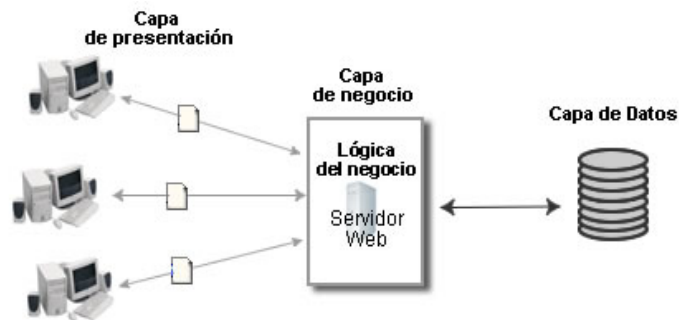 Capa
de presentación
Capa
de negocio
Lógica
del negocio
Servidor
Web
Capa de Datos